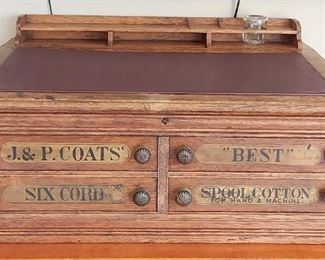 J. & P. COATS'
"BEST"
SIX CORD
SPOOL COTTON
FOR HAND & MACHINE